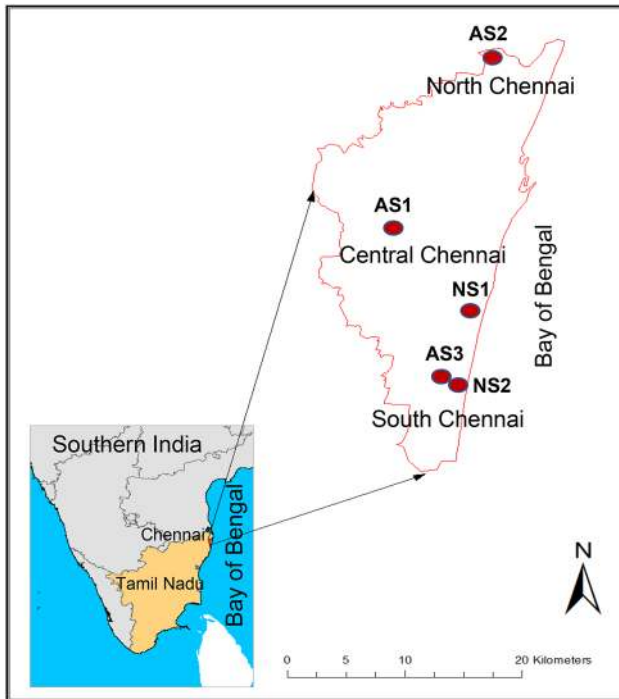 AS2
North Chennai
AS1
Central Chennai
NS1
Bay of Bengal
AS3
NS2
South Chennai
Southern India
Chennai
Tamil Nadu
Bay of Bengal
N
0 5 10 20 Kilometers